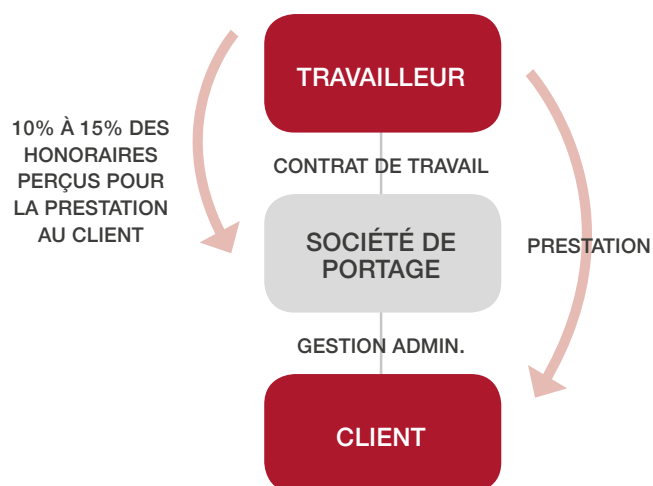 TRAVAILLEUR
10% À 15% DES
HONORAIRES
PERÇUS POUR
LA PRESTATION
AU CLIENT
CONTRAT DE TRAVAIL
SOCIÉTÉ DE
PORTAGE
PRESTATION
GESTION ADMIN.
CLIENT